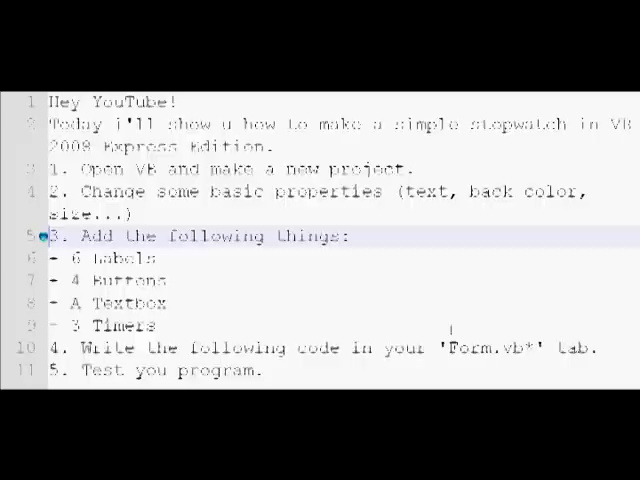 1 Hey YouTube!
2 Today i'll show u how to make a simple stopwatch in VB
2008 Express Edition.
3 1. Open VB and make a new project.
4 2. Change some basic properties (text, back color,
size...)
5 3. Add the following things:
6 - 6 Labels
7 - 4 Buttons
8 - A Textbox
9 - 3 Timers
10 4. Write the following code in your 'Form.vb*' tab.
11 5. Test you program.